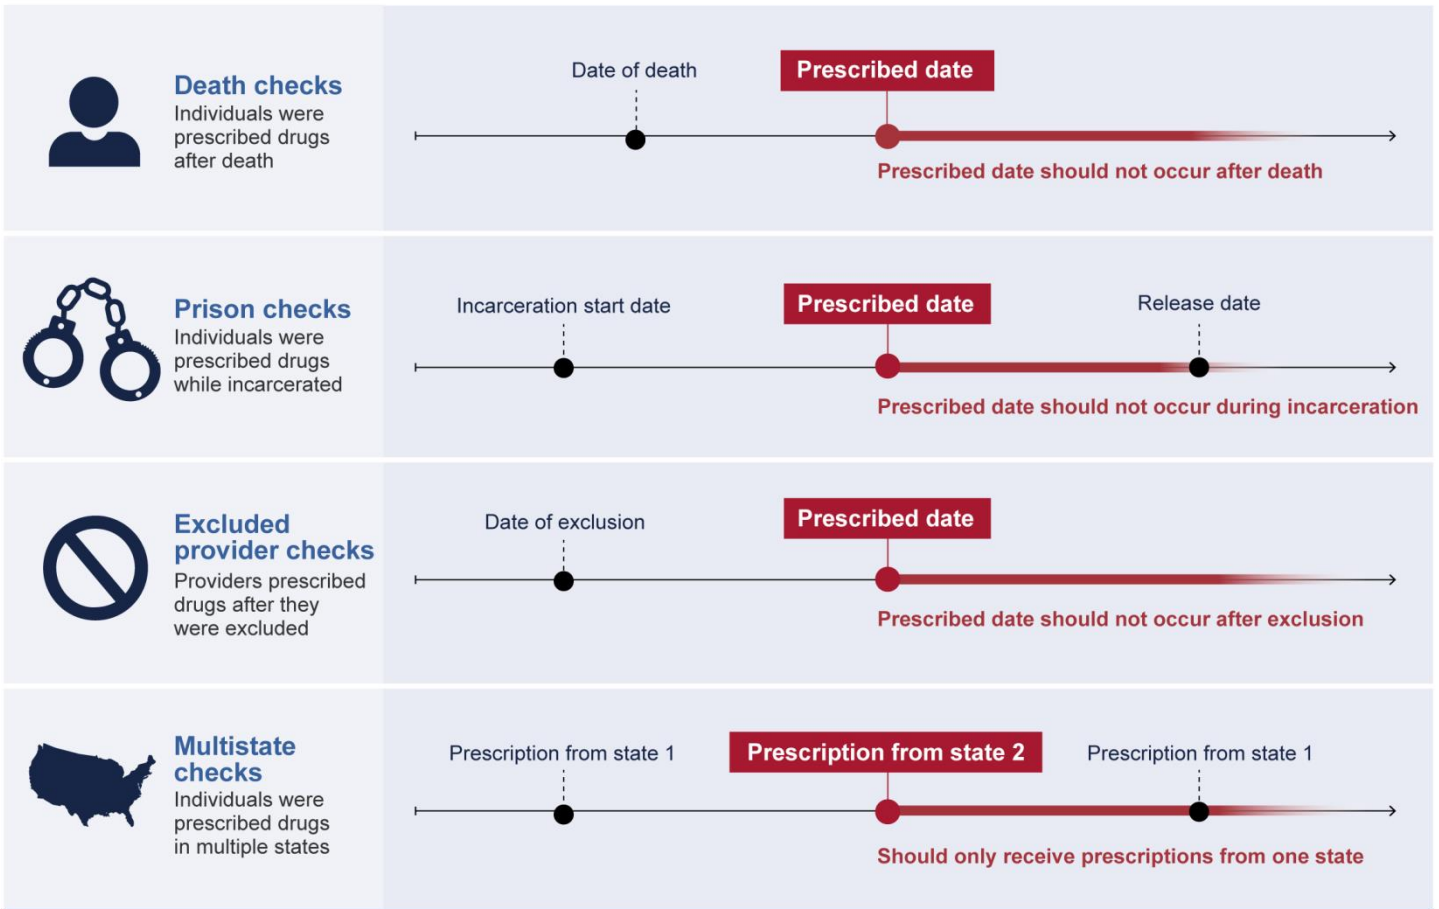 Death checks
Individuals were
prescribed drugs
after death
Date of death
Prescribed date
Prescribed date should not occur after death
Prison checks
Individuals were
prescribed drugs
while incarcerated
Incarceration start date
Prescribed date
Release date
Prescribed date should not occur during incarceration
Excluded
provider checks
Providers prescribed
drugs after they
were excluded
Date of exclusion
Prescribed date
Prescribed date should not occur after exclusion
Multistate
checks
Individuals were
prescribed drugs
in multiple states
Prescription from state 1
Prescription from state 2
Prescription from state 1
Should only receive prescriptions from one state